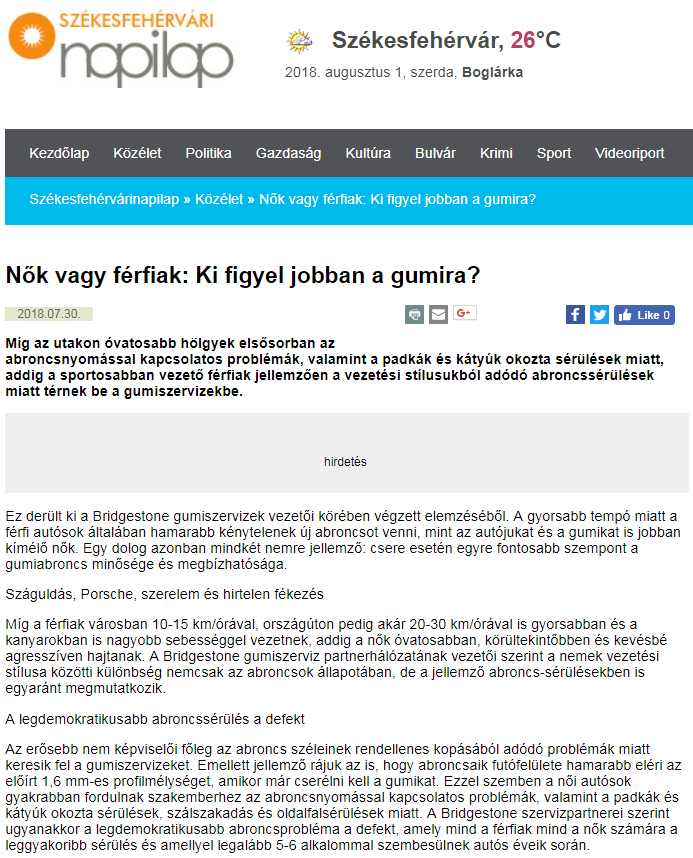 SZÉKESFEHÉRVÁRI
napilap
Székesfehérvár, 26°C
2018. augusztus 1, szerda, Boglárka
Kezdőlap Közélet Politika Gazdaság Kultúra Bulvár Krimi Sport Videoriport
Székesfehérvárinapilap » Közélet » Nők vagy férfiak: Ki figyel jobban a gumira?
Nők vagy férfiak: Ki figyel jobban a gumira?
2018.07.30.
G+ f Like 0
Míg az utakon óvatosabb hölgyek elsősorban az
abroncsnyomással kapcsolatos problémák, valamint a padkák és kátyúk okozta sérülések miatt,
addig a sportosabban vezető férfiak jellemzően a vezetési stílusukból adódó abroncssérülések
miatt térnek be a gumiszervizekbe.
hirdetés
Ez derült ki a Bridgestone gumiszervizek vezetői körében végzett elemzéséből. A gyorsabb tempó miatt a
férfi autósok általában hamarabb kénytelenek új abroncsot venni, mint az autójukat és a gumikat is jobban
kímélő nők. Egy dolog azonban mindkét nemre jellemző: csere esetén egyre fontosabb szempont a
gumiabroncs minősége és megbízhatósága.
Száguldás, Porsche, szerelem és hirtelen fékezés
Míg a férfiak városban 10-15 km/órával, országúton pedig akár 20-30 km/órával is gyorsabban és a
kanyarokban is nagyobb sebességgel vezetnek, addig a nők óvatosabban, körültekintőbben és kevésbé
agresszíven hajtanak. A Bridgestone gumiszerviz partnerhálózatának vezetői szerint a nemek vezetési
stílusa közötti különbség nemcsak az abroncsok állapotában, de a jellemző abroncs-sérülésekben is
egyaránt megmutatkozik.
A legdemokratikusabb abroncssérülés a defekt
Az erősebb nem képviselői főleg az abroncs széleinek rendellenes kopásából adódó problémák miatt
keresik fel a gumiszervizeket. Emellett jellemző rájuk az is, hogy abroncsaik futófelülete hamarabb eléri az
előírt 1,6 mm-es profilmélységet, amikor már cserélni kell a gumikat. Ezzel szemben a női autósok
gyakrabban fordulnak szakemberhez az abroncsnyomással kapcsolatos problémák, valamint a padkák és
kátyúk okozta sérülések, szálszakadás és oldalfalsérülések miatt. A Bridgestone szervizpartnerei szerint
ugyanakkor a legdemokratikusabb abroncsprobléma a defekt, amely mind a férfiak mind a nők számára a
leggyakoribb sérülés és amellyel legalább 5-6 alkalommal szembesülnek autós éveik során.